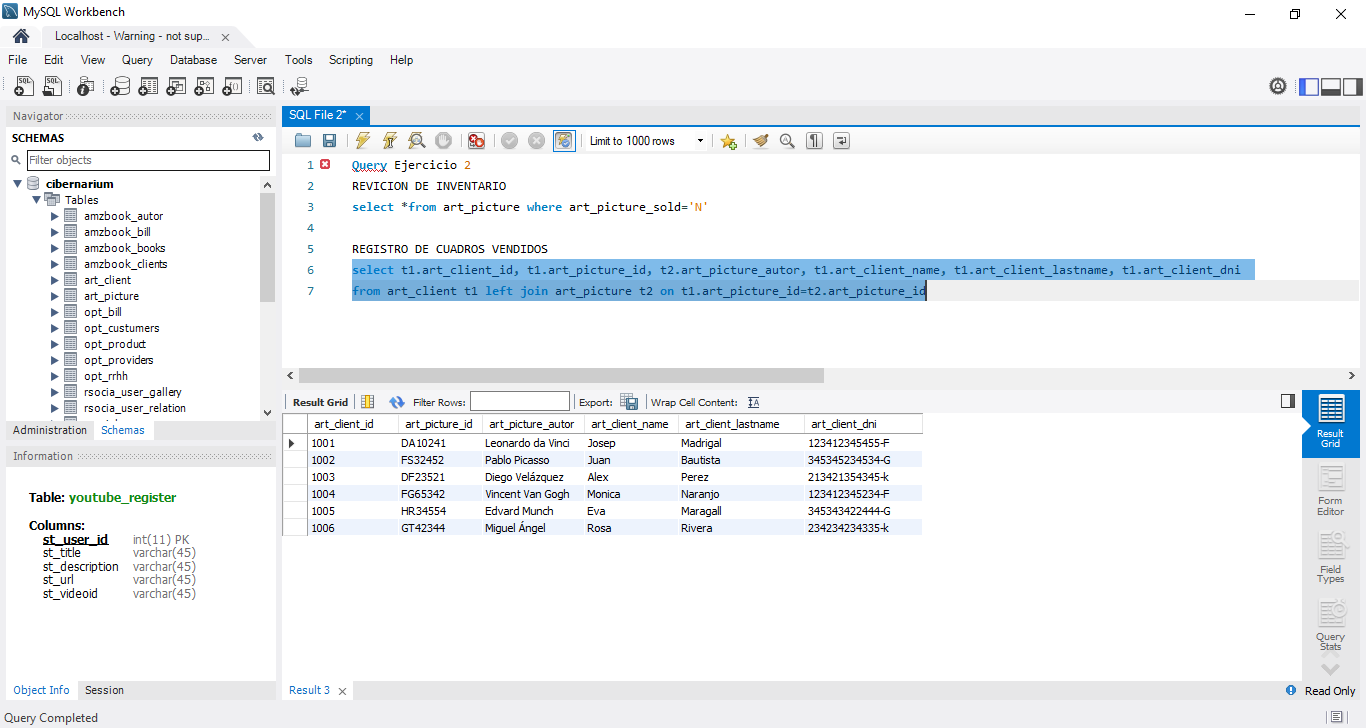 MySQL Workbench
Localhost - Warning - not sup...
File Edit View Query Database Server Tools Scripting Help
Navigator
SCHEMAS
Filter objects
cibernarium
Tables
amzbook_autor
amzbook_bill
amzbook_books
amzbook_clients
art_client
art_picture
opt_bill
opt_custumers
opt_product
opt_providers
opt_rrhh
rsocia_user_gallery
rsocia_user_relation
Administration Schemas
Information
Table: youtube_register
Columns:
st_user_id int(11) PK
st_title varchar(45)
st_description varchar(45)
st_url varchar(45)
st_videoid varchar(45)
Object Info Session
Query Completed
SQL File 2*
Limit to 1000 rows
1 Query Ejercicio 2
2 REVICION DE INVENTARIO
3 select *from art_picture where art_picture_sold='N'
4
5 REGISTRO DE CUADROS VENDIDOS
6 select t1.art_client_id, t1.art_picture_id, t2.art_picture_autor, t1.art_client_name, t1.art_client_lastname, t1.art_client_dni
7 from art_client t1 left join art_picture t2 on t1.art_picture_id=t2.art_picture_id
Result Grid Filter Rows: Export: Wrap Cell Content:
art_client_id art_picture_id art_picture_autor art_client_name art_client_lastname art_client_dni
1001 DA10241 Leonardo da Vinci Josep Madrigal 123412345455-F
1002 FS32452 Pablo Picasso Juan Bautista 345345234534-G
1003 DF23521 Diego Velázquez Alex Perez 213421354345-k
1004 FG65342 Vincent Van Gogh Monica Naranjo 123412345234-F
1005 HR34554 Edvard Munch Eva Maragall 345343422444-G
1006 GT42344 Miguel Ángel Rosa Rivera 234234234335-k
Result
Grid
Form
Editor
Field
Types
Query
Stats
Result 3
Read Only